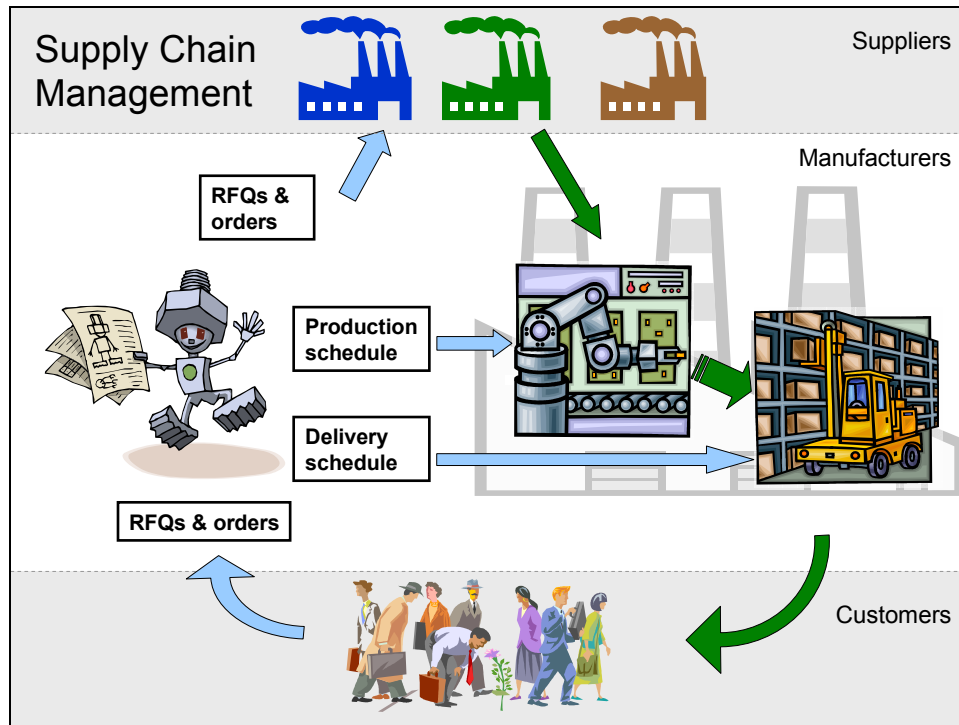 Supply Chain
Management
Suppliers
Manufacturers
RFQs &
orders
Production
schedule
Delivery
schedule
RFQs & orders
Customers